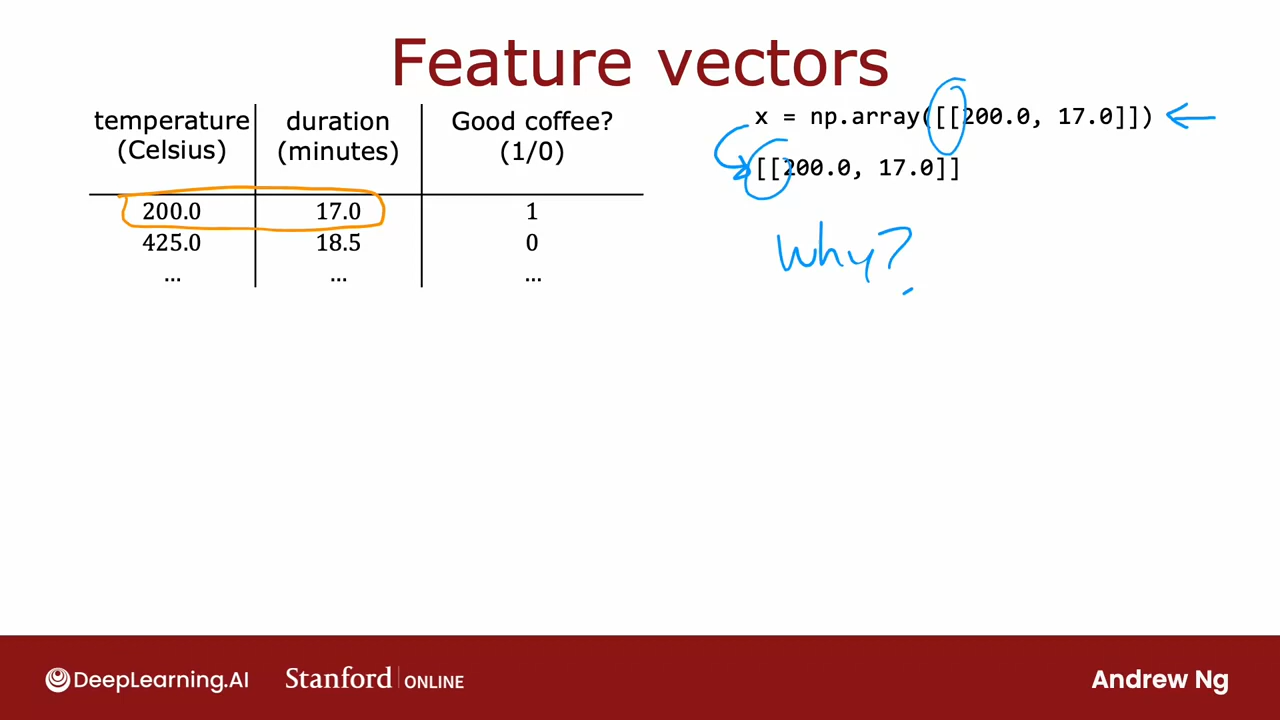 Feature vectors
temperature (Celsius)
duration (minutes)
Good coffee? (1/0)
200.0 17.0 1
425.0 18.5 0
... ... ...
x = np.array([[200.0, 17.0]])
[[200.0, 17.0]]
Why?
DeepLearning.AI
Stanford ONLINE
Andrew Ng